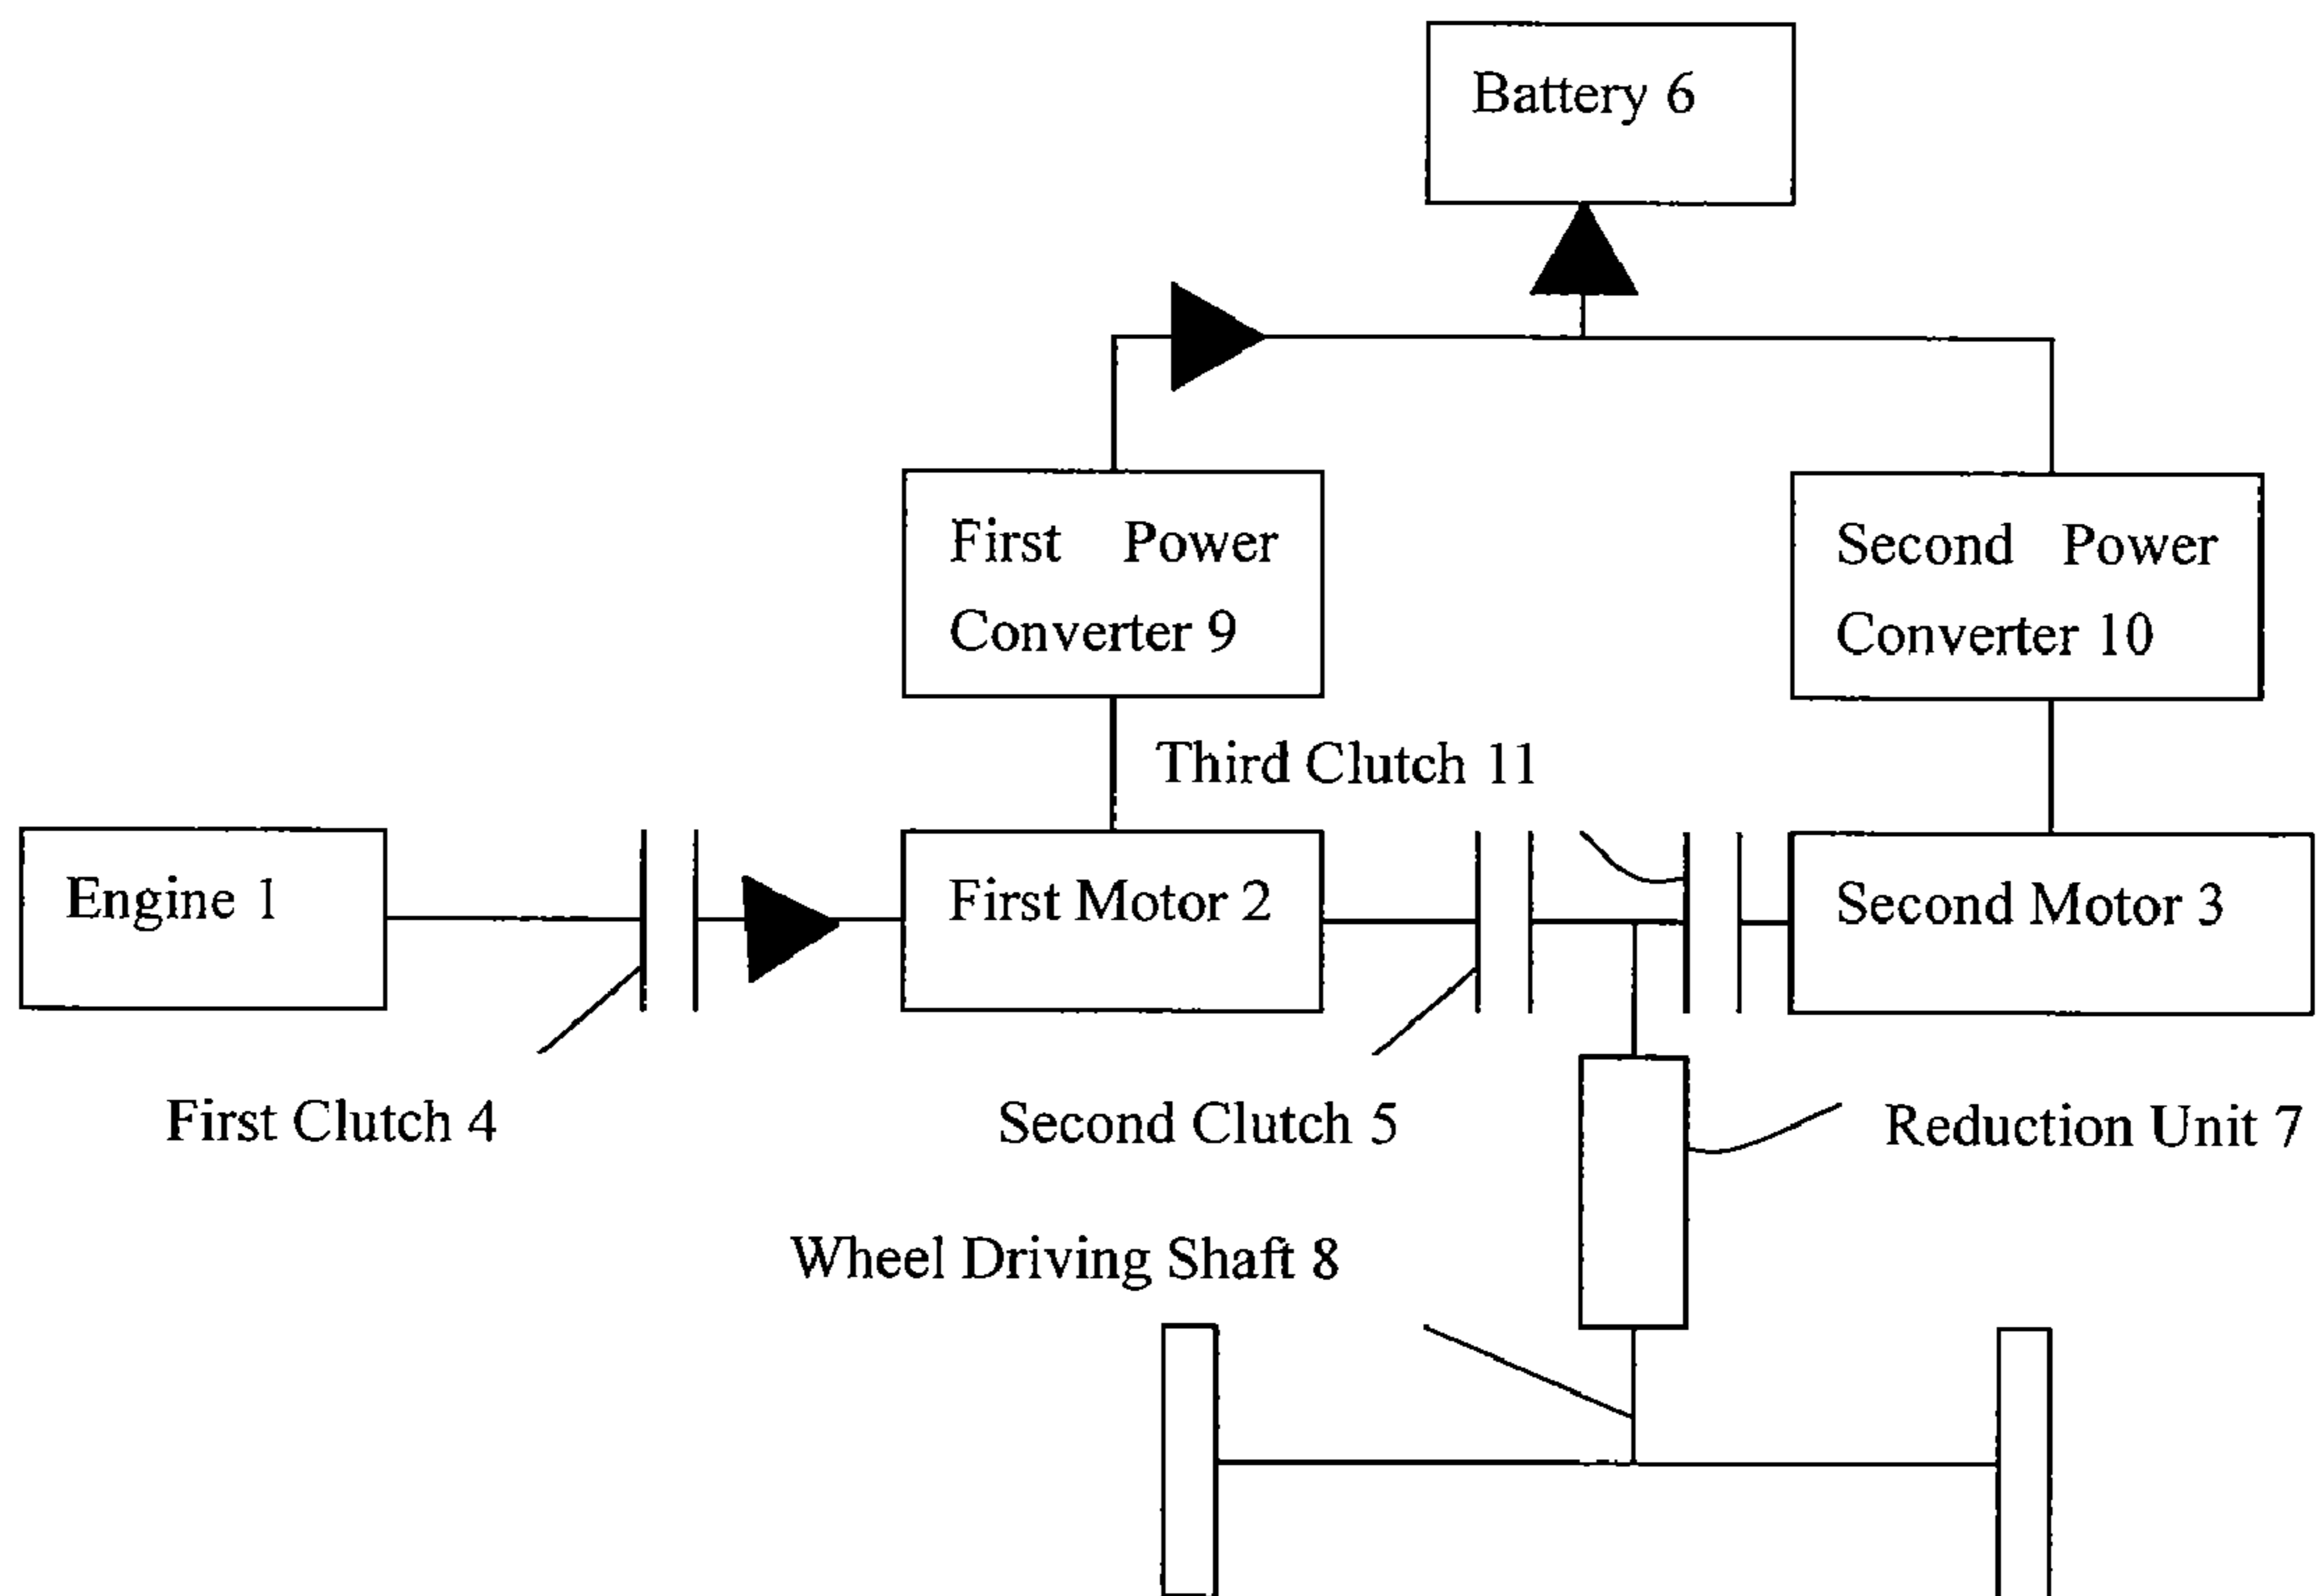 Battery 6
First Power
Converter 9
Second Power
Converter 10
Third Clutch 11
Engine 1
First Motor 2
Second Motor 3
First Clutch 4
Second Clutch 5
Reduction Unit 7
Wheel Driving Shaft 8